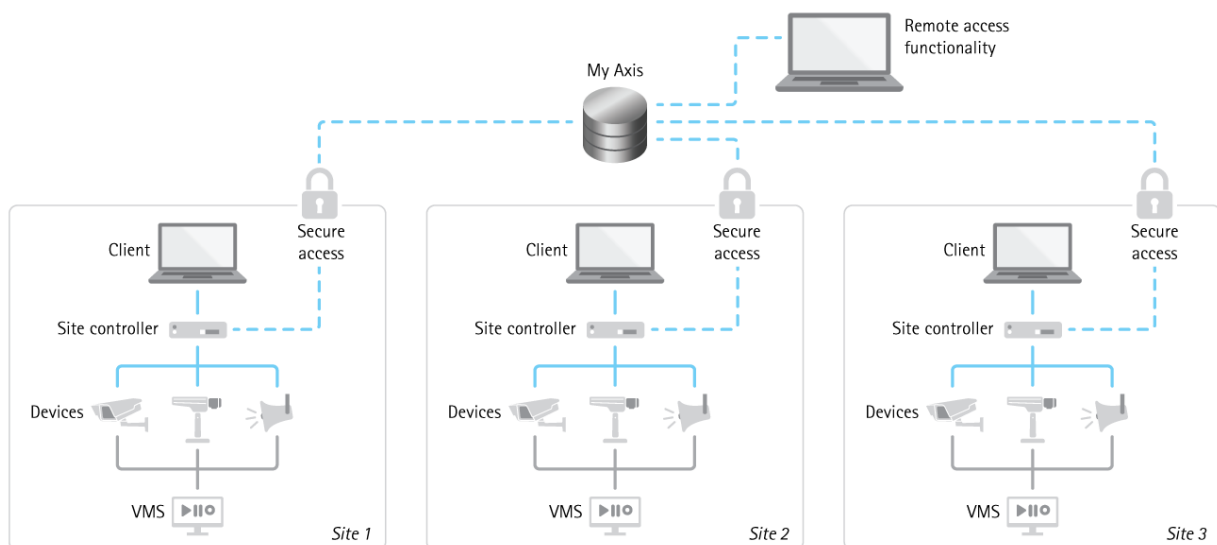 Remote access
functionality
My Axis
Client
Secure
access
Site controller
Devices
VMS
Site 1
Client
Secure
access
Site controller
Devices
VMS
Site 2
Client
Secure
access
Site controller
Devices
VMS
Site 3